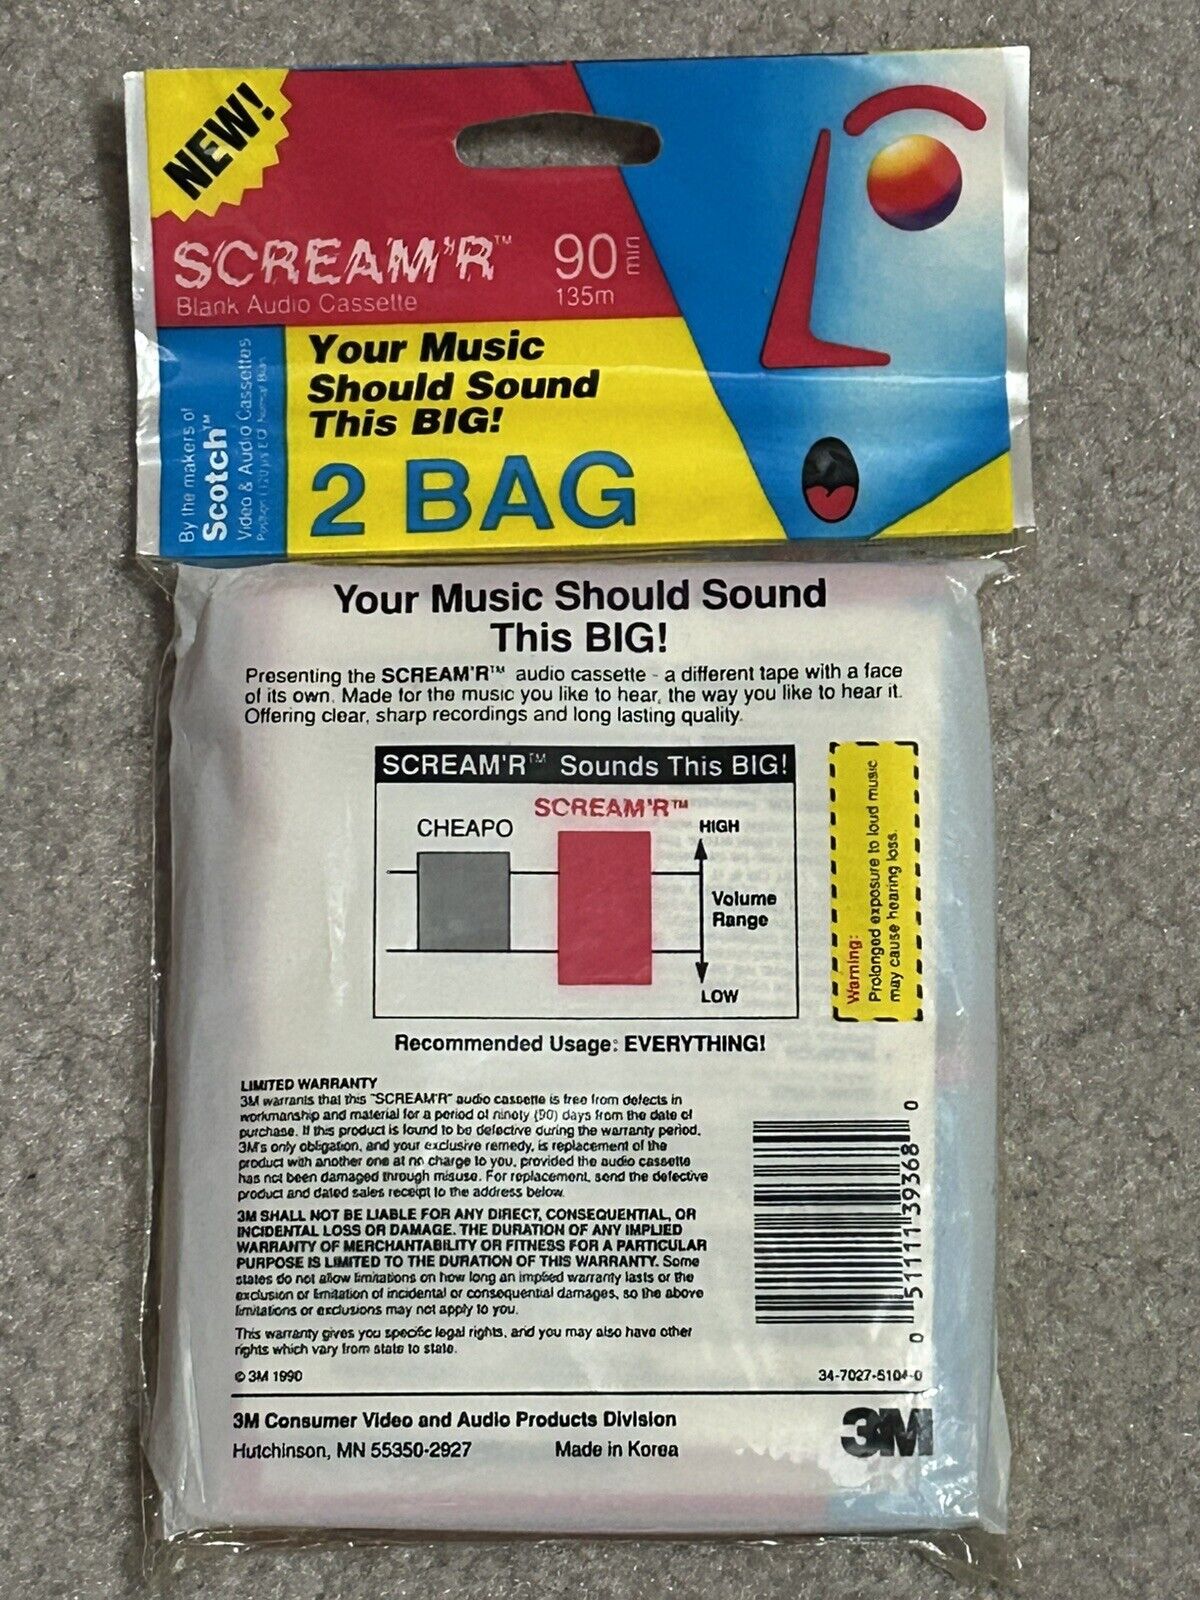 NEW!
SCREAM'R™ 90 min
Blank Audio Cassette 135m
By the makers of
Scotch™
Video & Audio Cassettes
Position I 120 µs EQ Normal Bias
Your Music
Should Sound
This BIG!
2 BAG
Your Music Should Sound
This BIG!
Presenting the SCREAM'R™ audio cassette - a different tape with a face
of its own. Made for the music you like to hear, the way you like to hear it.
Offering clear, sharp recordings and long lasting quality.
SCREAM'R™ Sounds This BIG!
SCREAM'R™
CHEAPO
HIGH
Volume
Range
LOW
Warning:
Prolonged exposure to loud music
may cause hearing loss.
Recommended Usage: EVERYTHING!
LIMITED WARRANTY
3M warrants that this "SCREAM'R" audio cassette is free from defects in
workmanship and material for a period of ninety (90) days from the date of
purchase. If this product is found to be defective during the warranty period,
3M's only obligation, and your exclusive remedy, is replacement of the
product with another one at no charge to you, provided the audio cassette
has not been damaged through misuse. For replacement, send the defective
product and dated sales receipt to the address below.
3M SHALL NOT BE LIABLE FOR ANY DIRECT, CONSEQUENTIAL, OR
INCIDENTAL LOSS OR DAMAGE. THE DURATION OF ANY IMPLIED
WARRANTY OF MERCHANTABILITY OR FITNESS FOR A PARTICULAR
PURPOSE IS LIMITED TO THE DURATION OF THIS WARRANTY. Some
states do not allow limitations on how long an implied warranty lasts or the
exclusion or limitation of incidental or consequential damages, so the above
limitations or exclusions may not apply to you.
This warranty gives you specific legal rights, and you may also have other
rights which vary from state to state.
0 51111 39368 0
© 3M 1990
34-7027-5104-0
3M Consumer Video and Audio Products Division
Hutchinson, MN 55350-2927 Made in Korea
3M